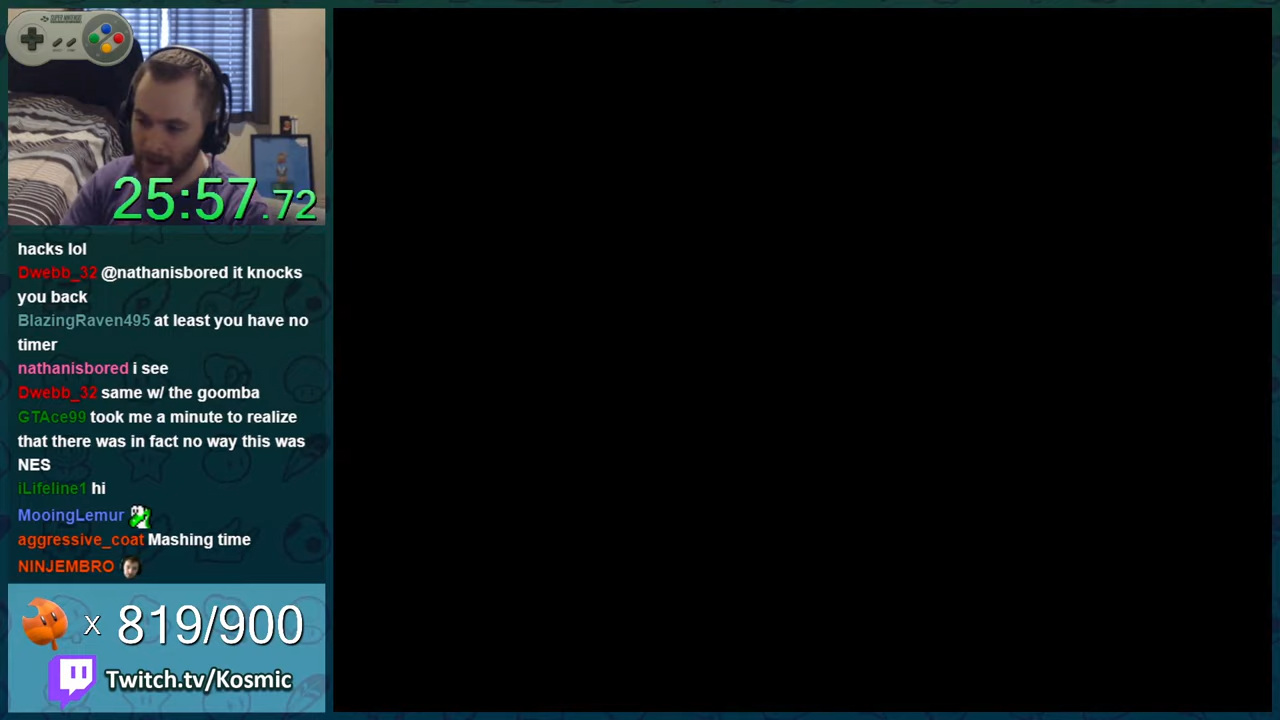 25:57.72
hacks lol
Dwebb_32 @nathanisbored it knocks
you back
BlazingRaven495 at least you have no
timer
nathanisbored i see
Dwebb_32 same w/ the goomba
GTAce99 took me a minute to realize
that there was in fact no way this was
NES
iLifeline1 hi
MooingLemur
aggressive_coat Mashing time
NINJEMBRO
x 819/900
Twitch.tv/Kosmic